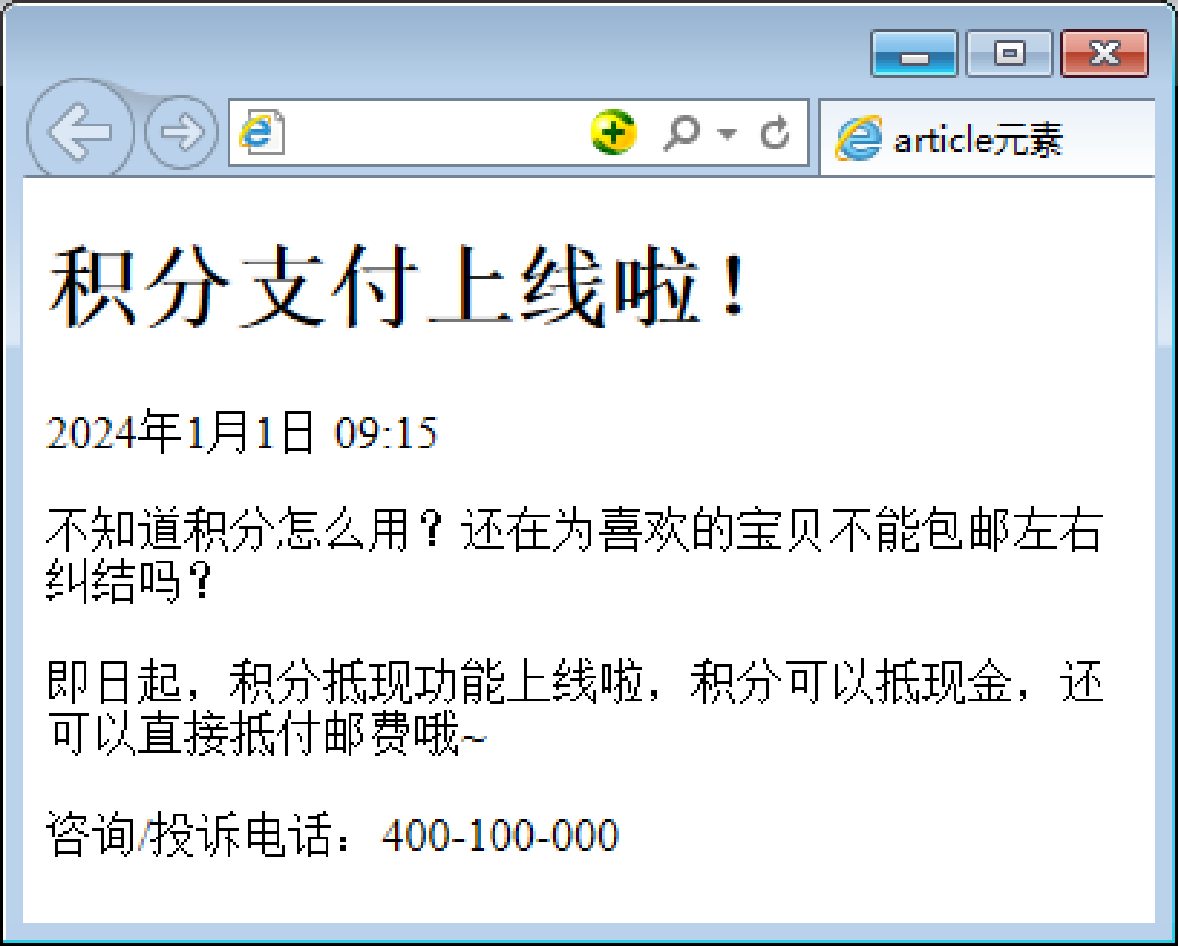 article元素
积分支付上线啦！
2024年1月1日 09:15
不知道积分怎么用？还在为喜欢的宝贝不能包邮左右
纠结吗？
即日起，积分抵现功能上线啦，积分可以抵现金，还
可以直接抵付邮费哦~
咨询/投诉电话：400-100-000